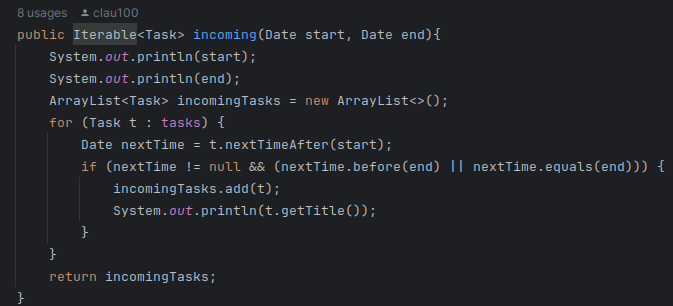 8 usages clau100
public Iterable<Task> incoming(Date start, Date end){
    System.out.println(start);
    System.out.println(end);
    ArrayList<Task> incomingTasks = new ArrayList<>();
    for (Task t : tasks) {
        Date nextTime = t.nextTimeAfter(start);
        if (nextTime != null && (nextTime.before(end) || nextTime.equals(end))) {
            incomingTasks.add(t);
            System.out.println(t.getTitle());
        }
    }
    return incomingTasks;
}